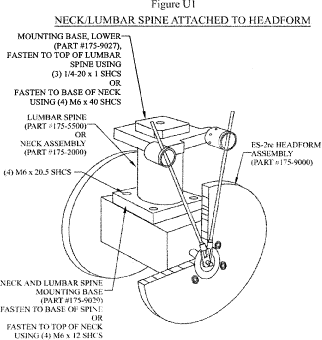 Figure U1
NECK/LUMBAR SPINE ATTACHED TO HEADFORM
MOUNTING BASE, LOWER
(PART #175-9027),
FASTEN TO TOP OF LUMBAR
SPINE USING
(3) 1/4-20 x 1 SHCS
OR
FASTEN TO BASE OF NECK
USING (4) M6 x 40 SHCS
LUMBAR SPINE
(PART #175-5500)
OR
NECK ASSEMBLY
(PART #175-2000)
(4) M6 x 20.5 SHCS
ES-2re HEADFORM
ASSEMBLY
(PART #175-9000)
NECK AND LUMBAR SPINE
MOUNTING BASE
(PART #175-9029)
FASTEN TO BASE OF SPINE
OR
FASTEN TO TOP OF NECK
USING (4) M6 x 12 SHCS